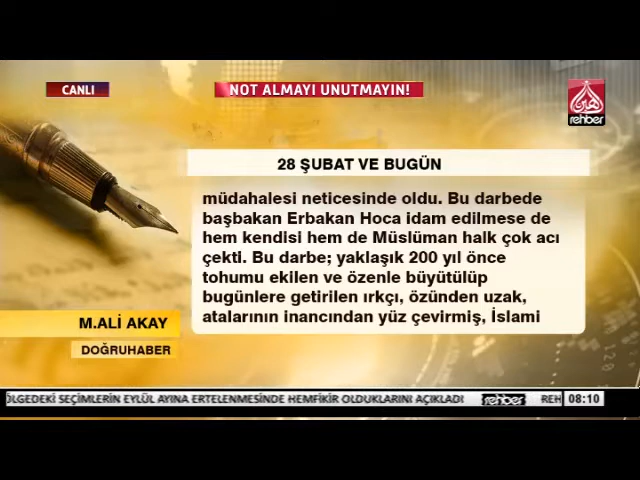 CANLI
NOT ALMAYI UNUTMAYIN!
rehber
28 ŞUBAT VE BUGÜN
müdahalesi neticesinde oldu. Bu darbede
başbakan Erbakan Hoca idam edilmese de
hem kendisi hem de Müslüman halk çok acı
çekti. Bu darbe; yaklaşık 200 yıl önce
tohumu ekilen ve özenle büyütülüp
bugünlere getirilen ırkçı, özünden uzak,
atalarının inancından yüz çevirmiş, İslami
M.ALİ AKAY
DOĞRUHABER
ÖLGEDEKİ SEÇİMLERİN EYLÜL AYINA ERTELENMESİNDE HEMFİKİR OLDUKLARINI AÇIKLADI rehber REH 08:10